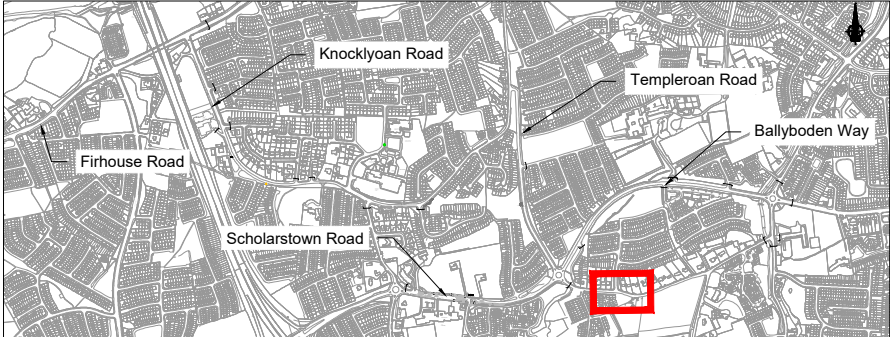 Knocklyoan Road
Templeroan Road
Ballyboden Way
Firhouse Road
Scholarstown Road